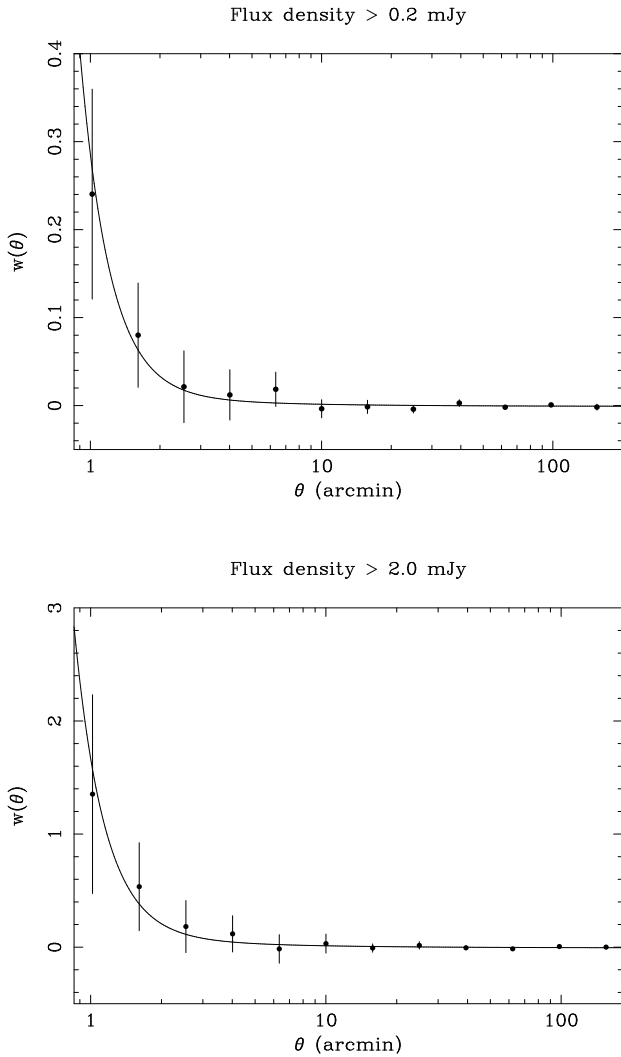 Flux density > 0.2 mJy
0.4
0.3
0.2
0.1
0
w(θ)
1 10 100
θ (arcmin)
Flux density > 2.0 mJy
3
2
1
0
w(θ)
1 10 100
θ (arcmin)